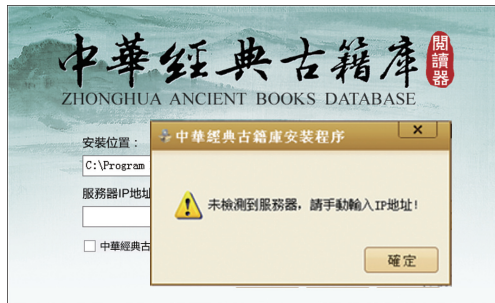 中華經典古籍庫
閱讀器
ZHONGHUA ANCIENT BOOKS DATABASE
安装位置：
C:\Program
服務器IP地址
中華經典古
中華經典古籍庫安装程序
X
未檢測到服務器，請手動輸入IP地址！
確定